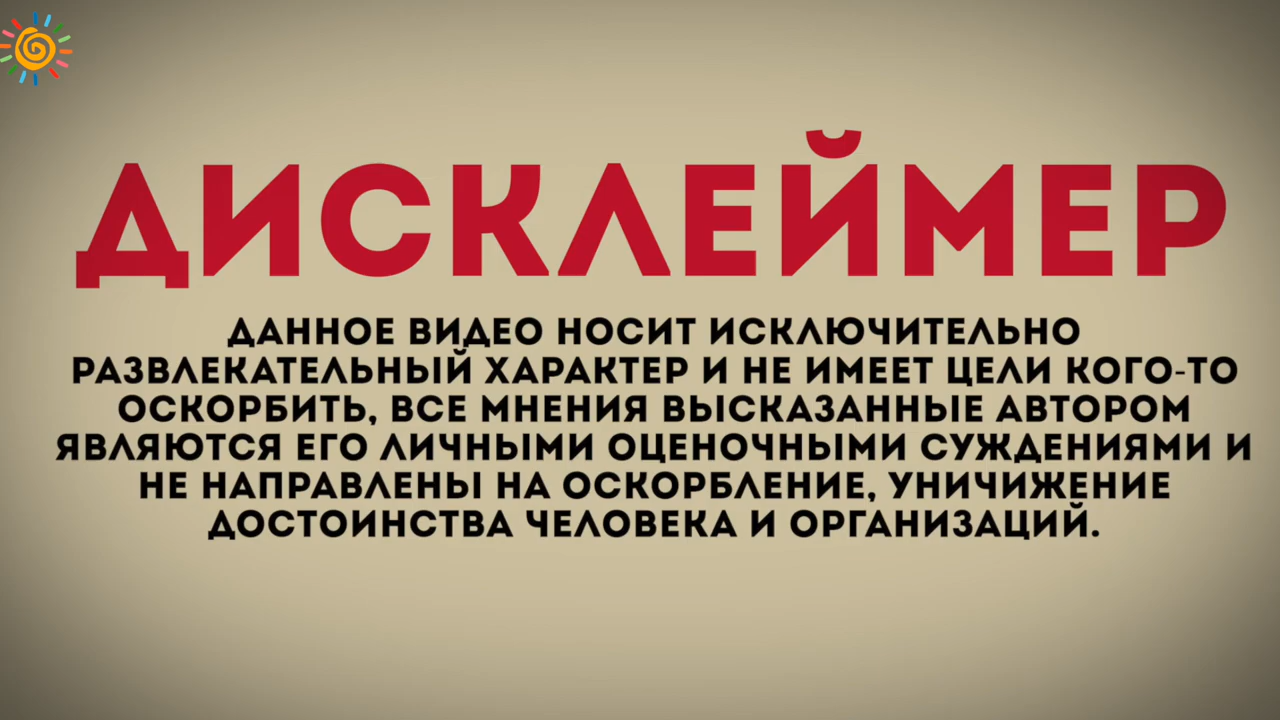 ДИСКЛЕЙМЕР
ДАННОЕ ВИДЕО НОСИТ ИСКЛЮЧИТЕЛЬНО
РАЗВЛЕКАТЕЛЬНЫЙ ХАРАКТЕР И НЕ ИМЕЕТ ЦЕЛИ КОГО-ТО
ОСКОРБИТЬ, ВСЕ МНЕНИЯ ВЫСКАЗАННЫЕ АВТОРОМ
ЯВЛЯЮТСЯ ЕГО ЛИЧНЫМИ ОЦЕНОЧНЫМИ СУЖДЕНИЯМИ И
НЕ НАПРАВЛЕНЫ НА ОСКОРБЛЕНИЕ, УНИЧИЖЕНИЕ
ДОСТОИНСТВА ЧЕЛОВЕКА И ОРГАНИЗАЦИЙ.